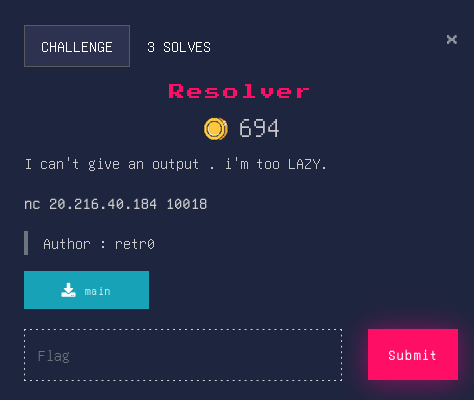 CHALLENGE
3 SOLVES
×
Resolver
694
I can't give an output . i'm too LAZY.
nc 20.216.40.184 10018
Author : retr0
main
Flag
Submit